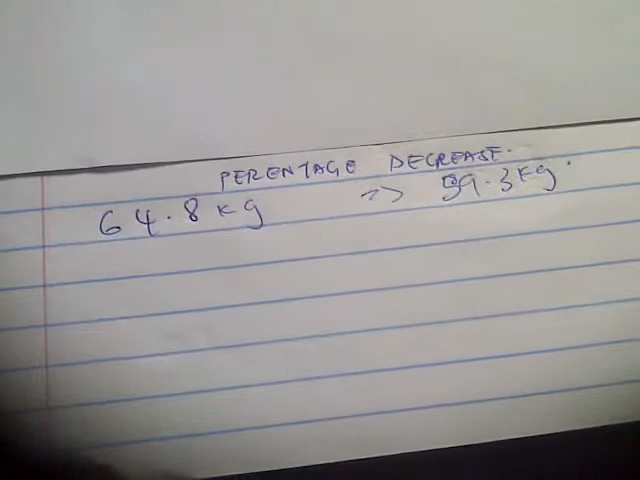 PERENTAGE DECREASE.
64.8 kg => 59.3 kg.